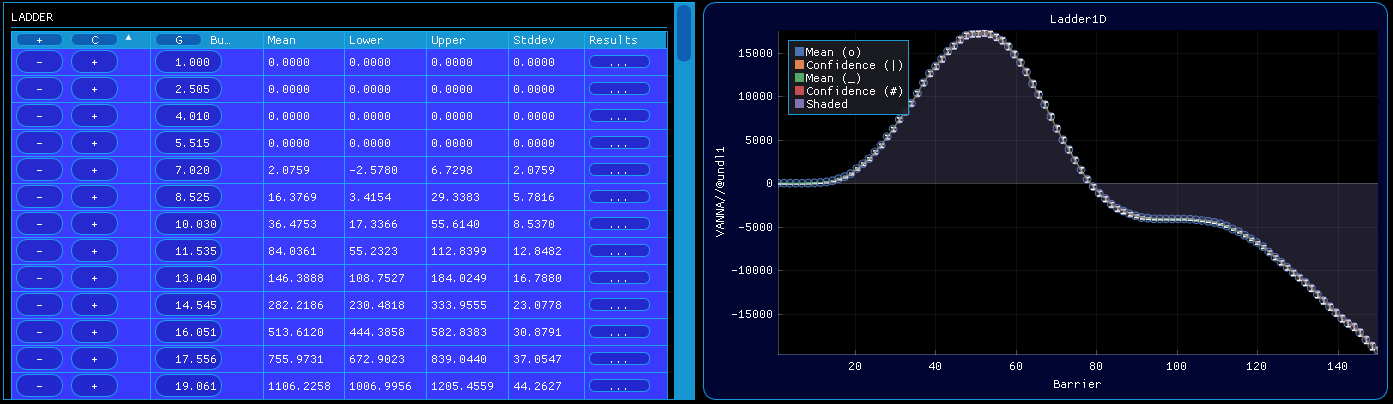 LADDER
+ C ▲ G Bu… Mean Lower Upper Stddev Results
- + 1.000 0.0000 0.0000 0.0000 0.0000 ...
- + 2.505 0.0000 0.0000 0.0000 0.0000 ...
- + 4.010 0.0000 0.0000 0.0000 0.0000 ...
- + 5.515 0.0000 0.0000 0.0000 0.0000 ...
- + 7.020 2.0759 -2.5780 6.7298 2.0759 ...
- + 8.525 16.3769 3.4154 29.3383 5.7816 ...
- + 10.030 36.4753 17.3366 55.6140 8.5370 ...
- + 11.535 84.0361 55.2323 112.8399 12.8482 ...
- + 13.040 146.3888 108.7527 184.0249 16.7880 ...
- + 14.545 282.2186 230.4818 333.9555 23.0778 ...
- + 16.051 513.6120 444.3858 582.8383 30.8791 ...
- + 17.556 755.9731 672.9023 839.0440 37.0547 ...
- + 19.061 1106.2258 1006.9956 1205.4559 44.2627 ...
Ladder1D
Mean (o)
Confidence (|)
Mean (_)
Confidence (#)
Shaded
15000
10000
5000
0
-5000
-10000
-15000
VANNA//@undl1
20 40 60 80 100 120 140
Barrier